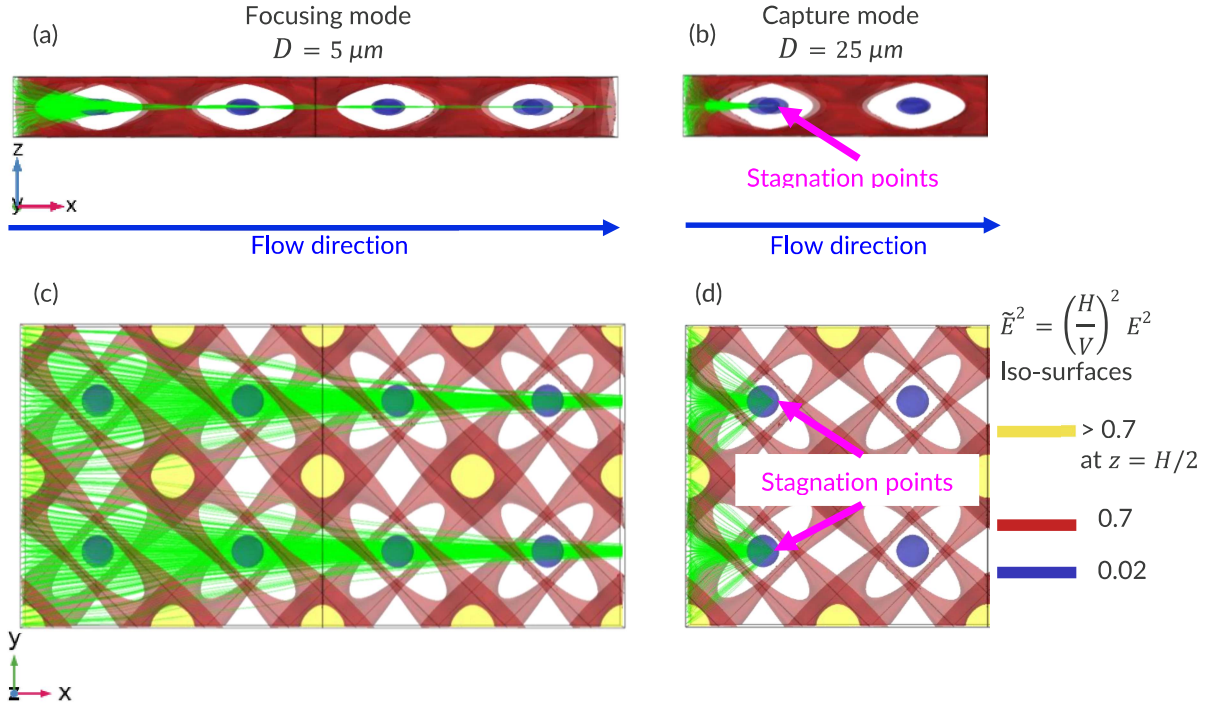 Focusing mode
(a)
D = 5 μm
Capture mode
(b)
D = 25 μm
z
y
x
Stagnation points
Flow direction
Flow direction
(c)
(d)
Ẽ² = (H/V)² E²
Iso-surfaces
> 0.7
at z = H/2
Stagnation points
0.7
0.02
y
z
x